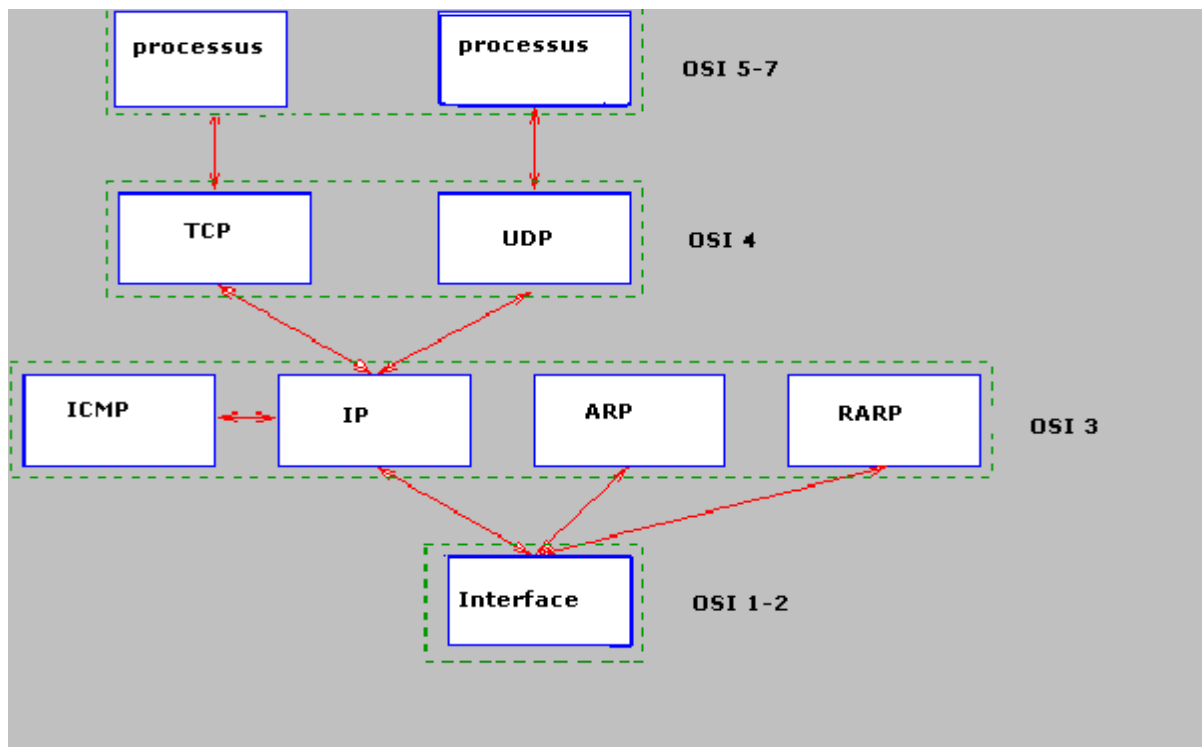 processus
processus
OSI 5-7
TCP
UDP
OSI 4
ICMP
IP
ARP
RARP
OSI 3
Interface
OSI 1-2